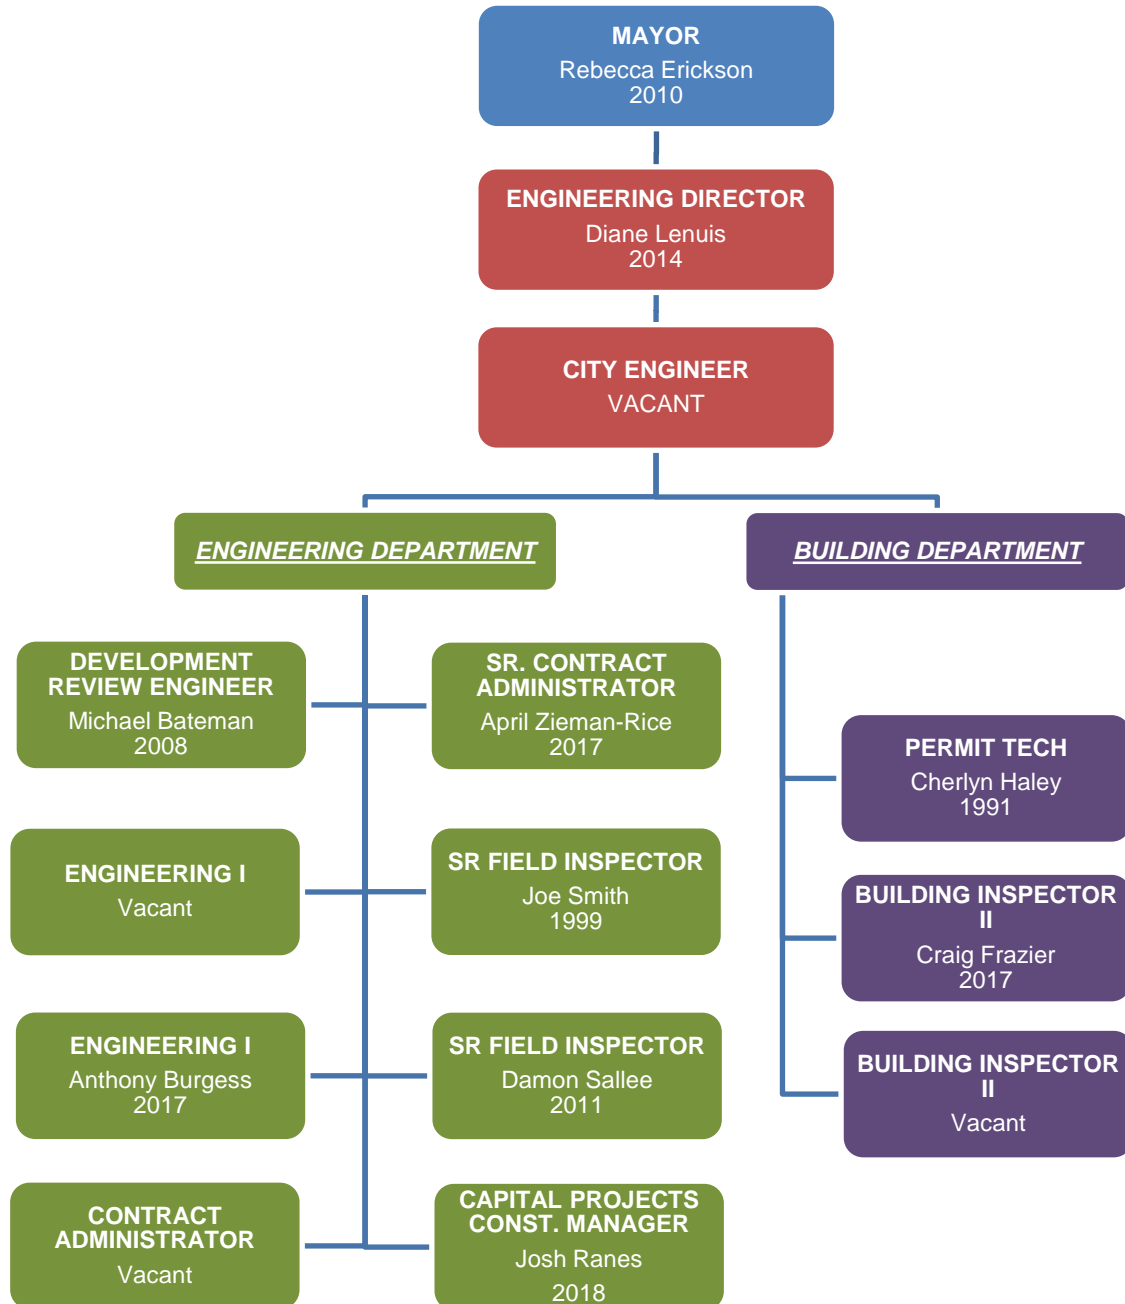 MAYOR
Rebecca Erickson
2010
ENGINEERING DIRECTOR
Diane Lenuis
2014
CITY ENGINEER
VACANT
ENGINEERING DEPARTMENT
BUILDING DEPARTMENT
DEVELOPMENT
REVIEW ENGINEER
Michael Bateman
2008
SR. CONTRACT
ADMINISTRATOR
April Zieman-Rice
2017
PERMIT TECH
Cherlyn Haley
1991
ENGINEERING I
Vacant
SR FIELD INSPECTOR
Joe Smith
1999
BUILDING INSPECTOR
II
Craig Frazier
2017
ENGINEERING I
Anthony Burgess
2017
SR FIELD INSPECTOR
Damon Sallee
2011
BUILDING INSPECTOR
II
Vacant
CONTRACT
ADMINISTRATOR
Vacant
CAPITAL PROJECTS
CONST. MANAGER
Josh Ranes
2018